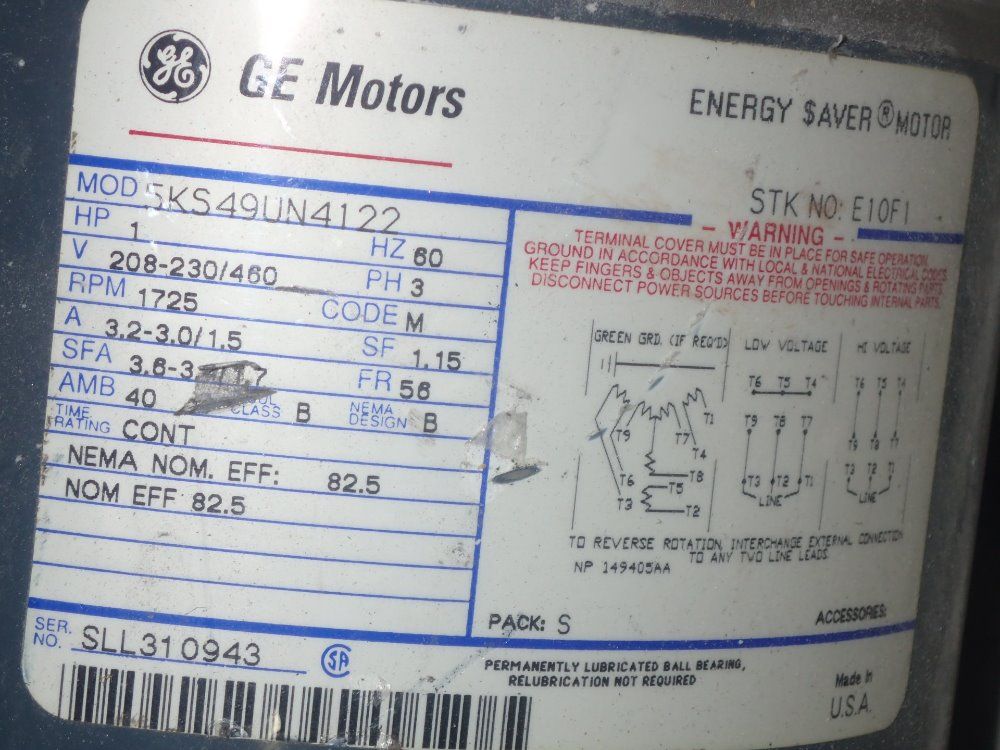 GE
GE Motors
ENERGY $AVER® MOTOR
MOD 5KS49UN4122
STK NO: E10F1
HP 1 HZ 60
V 208-230/460 PH 3
RPM 1725 CODE M
A 3.2-3.0/1.5 SF 1.15
SFA 3.6-3 7 FR 56
AMB 40 CLASS B NEMA DESIGN B
TIME RATING CONT
NEMA NOM. EFF: 82.5
NOM EFF 82.5
- WARNING -
TERMINAL COVER MUST BE IN PLACE FOR SAFE OPERATION.
GROUND IN ACCORDANCE WITH LOCAL & NATIONAL ELECTRICAL CODES.
KEEP FINGERS & OBJECTS AWAY FROM OPENINGS & ROTATING PARTS.
DISCONNECT POWER SOURCES BEFORE TOUCHING INTERNAL PARTS.
GREEN GRD. (IF REQ'D) LOW VOLTAGE HI VOLTAGE
T6 T5 T4 T6 T5 T4
T1
T9 T7 T9 T8 T7 T9 T8 T7
T4
T6 T8 T3 T2 T1 T3 T2 T1
T5
T3 T2 LINE LINE
TO REVERSE ROTATION, INTERCHANGE EXTERNAL CONNECTION
TO ANY TWO LINE LEADS
NP 149405AA
PACK: S ACCESSORIES:
SER. NO. SLL310943 SA
PERMANENTLY LUBRICATED BALL BEARING,
RELUBRICATION NOT REQUIRED
Made in
U.S.A.